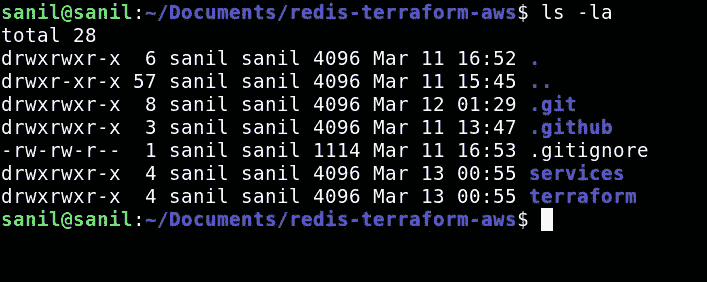 sanil@sanil:~/Documents/redis-terraform-aws$ ls -la
total 28
drwxrwxr-x  6 sanil sanil 4096 Mar 11 16:52 .
drwxr-xr-x 57 sanil sanil 4096 Mar 11 15:45 ..
drwxrwxr-x  8 sanil sanil 4096 Mar 12 01:29 .git
drwxrwxr-x  3 sanil sanil 4096 Mar 11 13:47 .github
-rw-rw-r--  1 sanil sanil 1114 Mar 11 16:53 .gitignore
drwxrwxr-x  4 sanil sanil 4096 Mar 13 00:55 services
drwxrwxr-x  4 sanil sanil 4096 Mar 13 00:55 terraform
sanil@sanil:~/Documents/redis-terraform-aws$